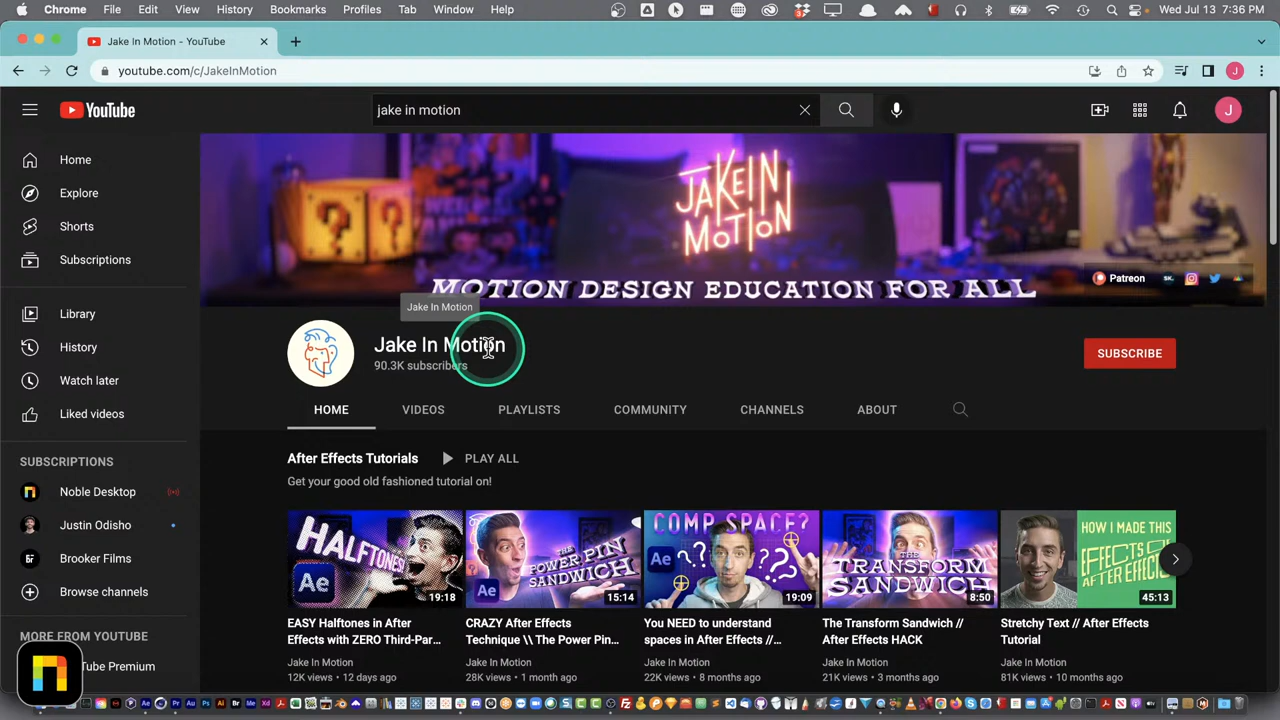 Chrome File Edit View History Bookmarks Profiles Tab Window Help Wed Jul 13 7:36 PM
Jake In Motion - YouTube
youtube.com/c/JakeInMotion
J
YouTube
jake in motion
J
Home
Explore
Shorts
Subscriptions
Library
History
Watch later
Liked videos
SUBSCRIPTIONS
Noble Desktop
Justin Odisho
Brooker Films
Browse channels
MORE FROM YOUTUBE
Tube Premium
JAKE IN
MOTION
MOTION DESIGN EDUCATION FOR ALL
Patreon
Jake In Motion
Jake In Motion
90.3K subscribers
SUBSCRIBE
HOME VIDEOS PLAYLISTS COMMUNITY CHANNELS ABOUT
After Effects Tutorials PLAY ALL
Get your good old fashioned tutorial on!
HALFTONES!
Ae
19:18
EASY Halftones in After
Effects with ZERO Third-Par...
Jake In Motion
12K views • 12 days ago
THE
POWER PIN
SANDWICH
Ae
15:14
CRAZY After Effects
Technique \\ The Power Pin...
Jake In Motion
28K views • 1 month ago
COMP SPACE?
Ae
19:09
You NEED to understand
spaces in After Effects //...
Jake In Motion
22K views • 8 months ago
THE
TRANSFORM
SANDWICH
8:50
The Transform Sandwich //
After Effects HACK
Jake In Motion
21K views • 3 months ago
HOW I MADE THIS
EFFECTS OF
AFTER EFFEC
45:13
Stretchy Text // After Effects
Tutorial
Jake In Motion
81K views • 10 months ago